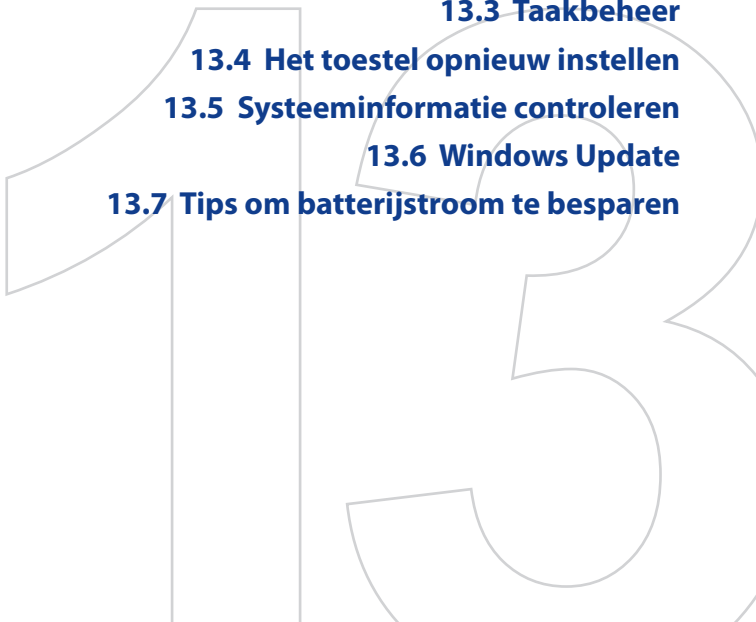 13.3 Taakbeheer
13.4 Het toestel opnieuw instellen
13.5 Systeeminformatie controleren
13.6 Windows Update
13.7 Tips om batterijstroom te besparen
13